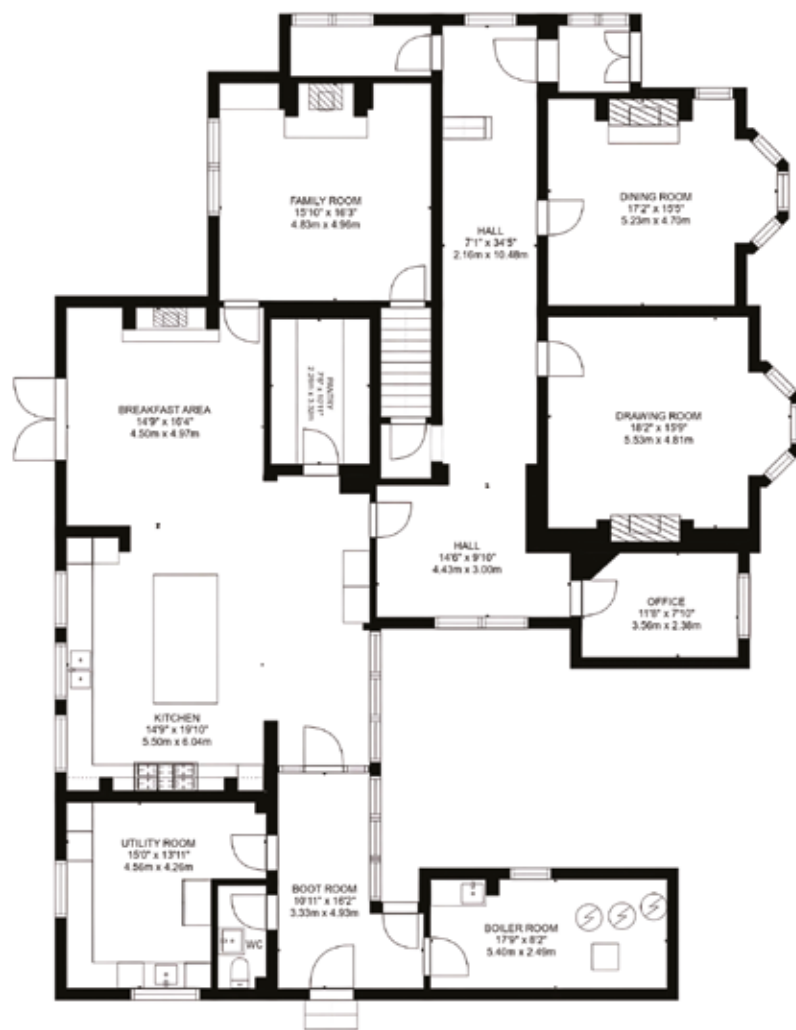 FAMILY ROOM
15'10" x 16'3"
4.83m x 4.96m
DINING ROOM
17'2" x 15'5"
5.23m x 4.70m
HALL
7'1" x 34'5"
2.16m x 10.48m
BREAKFAST AREA
14'9" x 16'4"
4.50m x 4.97m
PANTRY
DRAWING ROOM
18'2" x 15'9"
5.53m x 4.81m
HALL
14'6" x 9'10"
4.43m x 3.00m
OFFICE
11'8" x 7'10"
3.56m x 2.38m
KITCHEN
14'9" x 19'10"
5.50m x 6.04m
UTILITY ROOM
15'0" x 13'11"
4.56m x 4.26m
WC
BOOT ROOM
10'11" x 16'2"
3.33m x 4.93m
BOILER ROOM
17'9" x 8'2"
5.40m x 2.49m